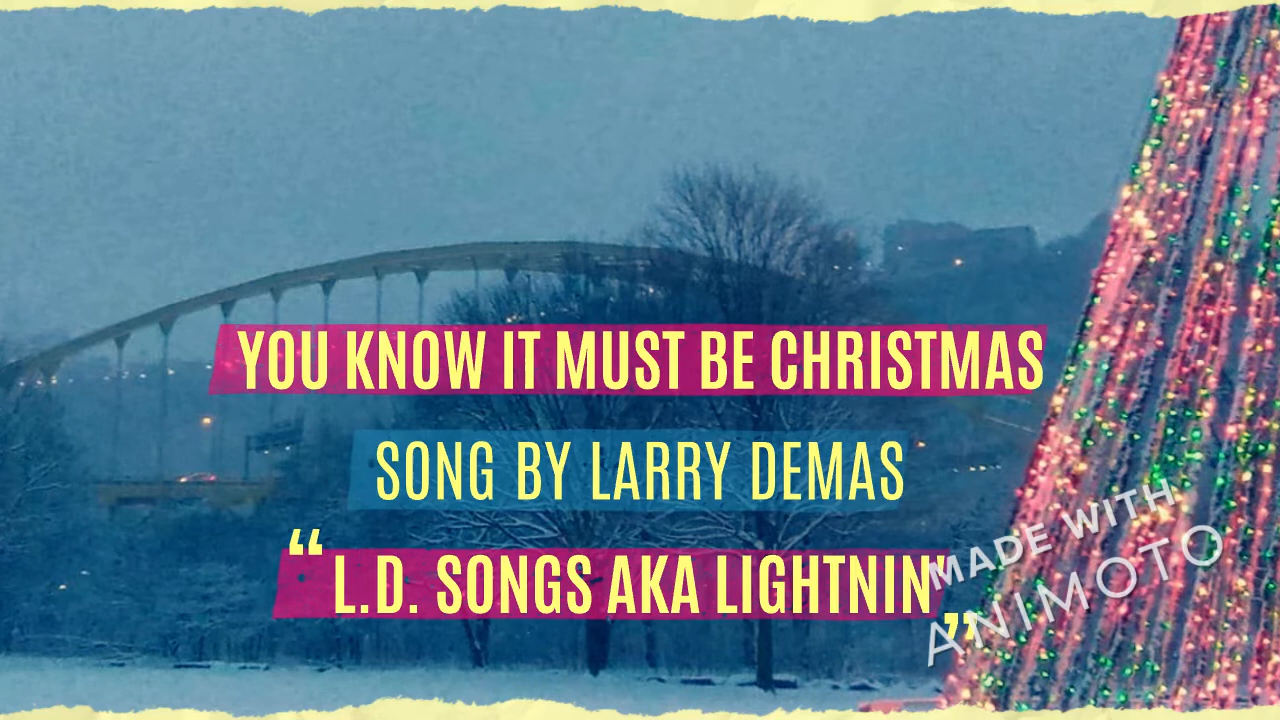 YOU KNOW IT MUST BE CHRISTMAS
SONG BY LARRY DEMAS
“L.D. SONGS AKA LIGHTNIN'”
MADE WITH
ANIMOTO